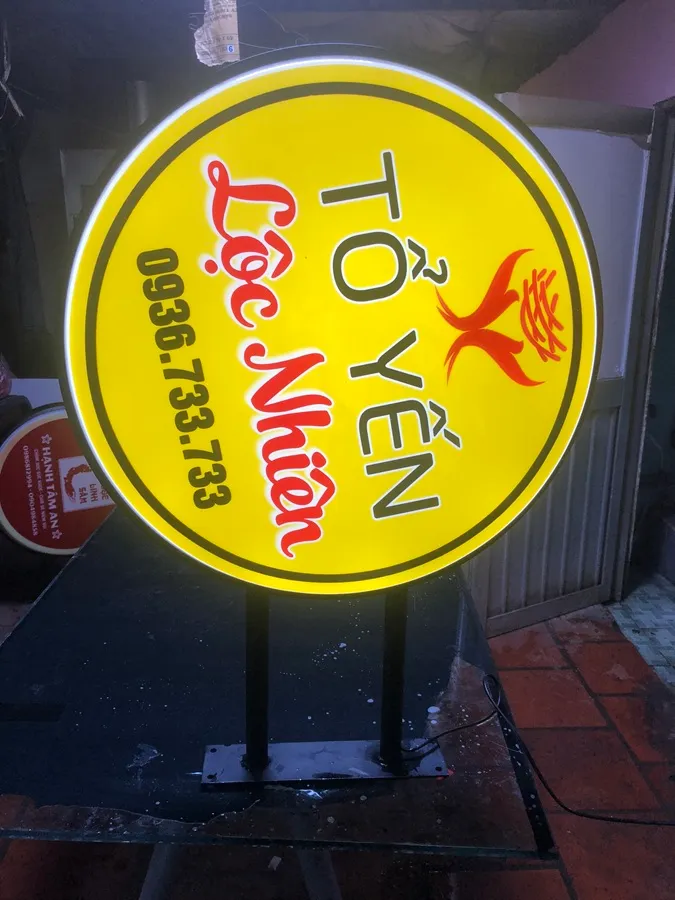 TỔ YẾN
Lộc Nhiên
0936.733.733
HẠNH TÂM AN